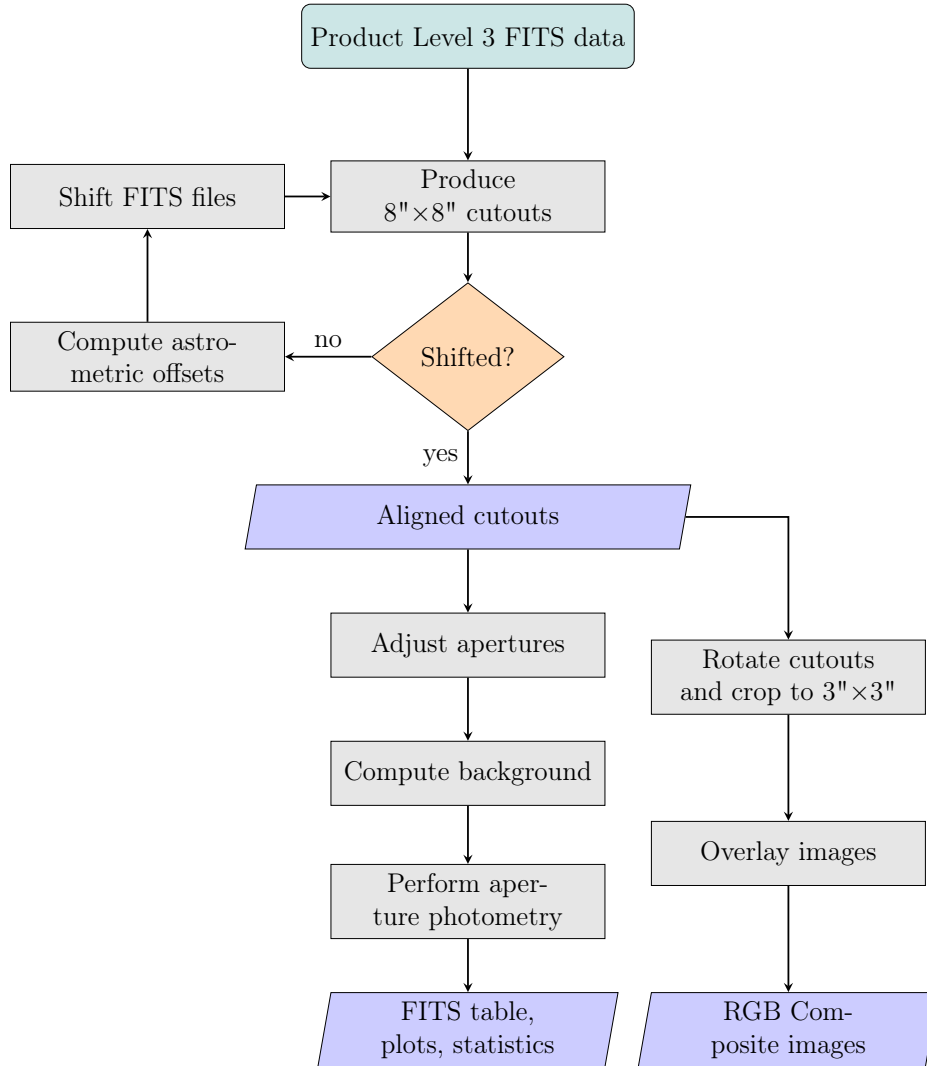 Product Level 3 FITS data
Shift FITS files
Produce
8"×8" cutouts
Compute astro-
metric offsets
no
Shifted?
yes
Aligned cutouts
Adjust apertures
Rotate cutouts
and crop to 3"×3"
Compute background
Overlay images
Perform aper-
ture photometry
FITS table,
plots, statistics
RGB Com-
posite images